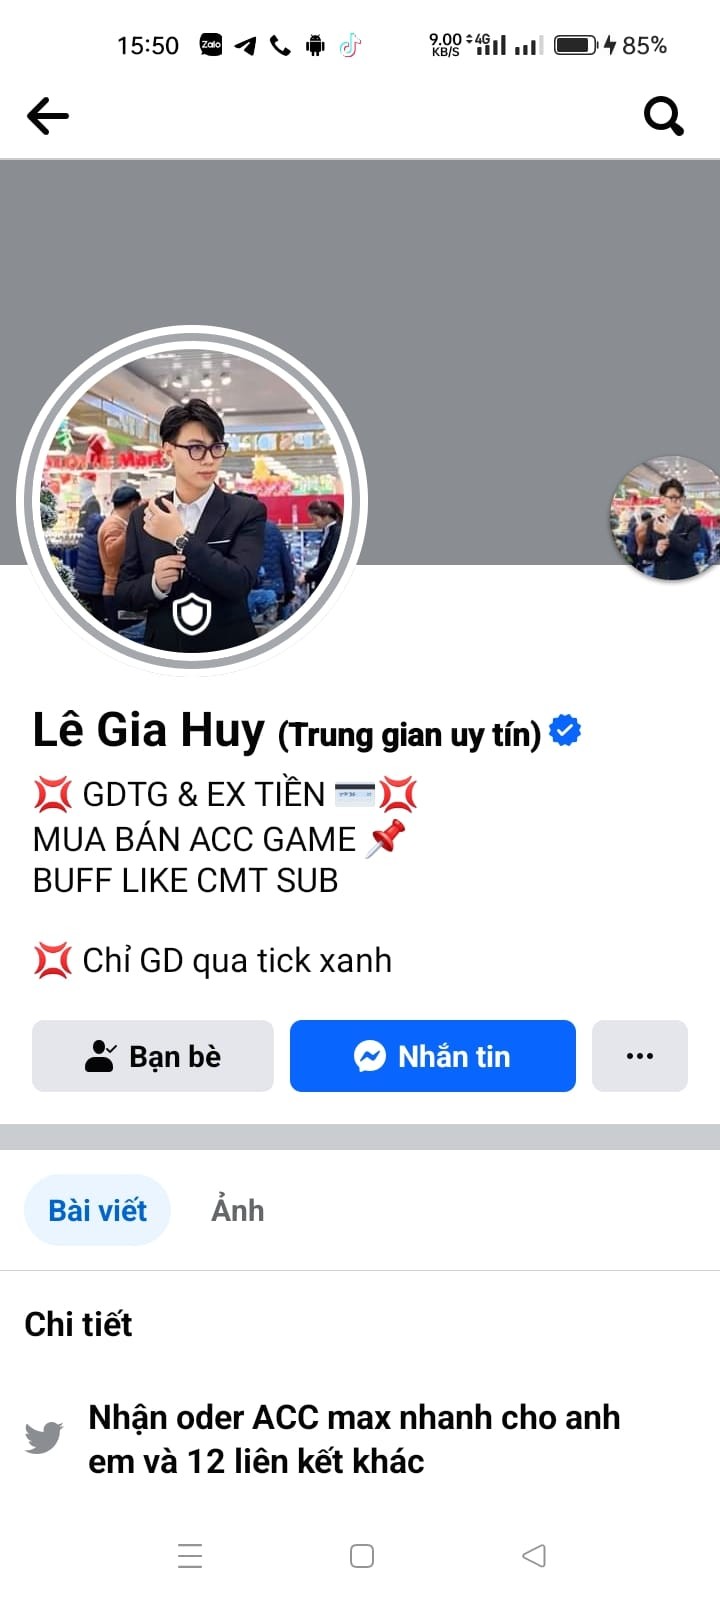 15:50 Zalo 9.00 KB/S 4G 85%
Lê Gia Huy (Trung gian uy tín)
💢 GDTG & EX TIỀN 💳💢
MUA BÁN ACC GAME 📌
BUFF LIKE CMT SUB
💢 Chỉ GD qua tick xanh
Bạn bè
Nhắn tin
Bài viết
Ảnh
Chi tiết
Nhận oder ACC max nhanh cho anh
em và 12 liên kết khác